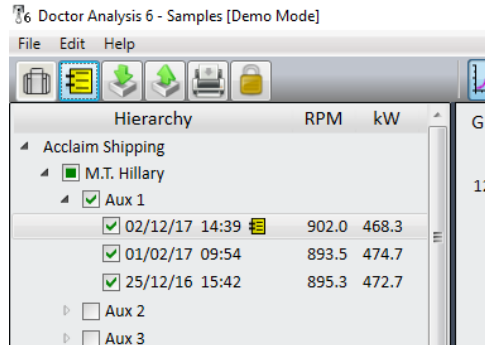 6 Doctor Analysis 6 - Samples [Demo Mode]
File Edit Help
Hierarchy RPM kW
G
Acclaim Shipping
M.T. Hillary
12
Aux 1
02/12/17 14:39 902.0 468.3
01/02/17 09:54 893.5 474.7
25/12/16 15:42 895.3 472.7
Aux 2
Aux 3